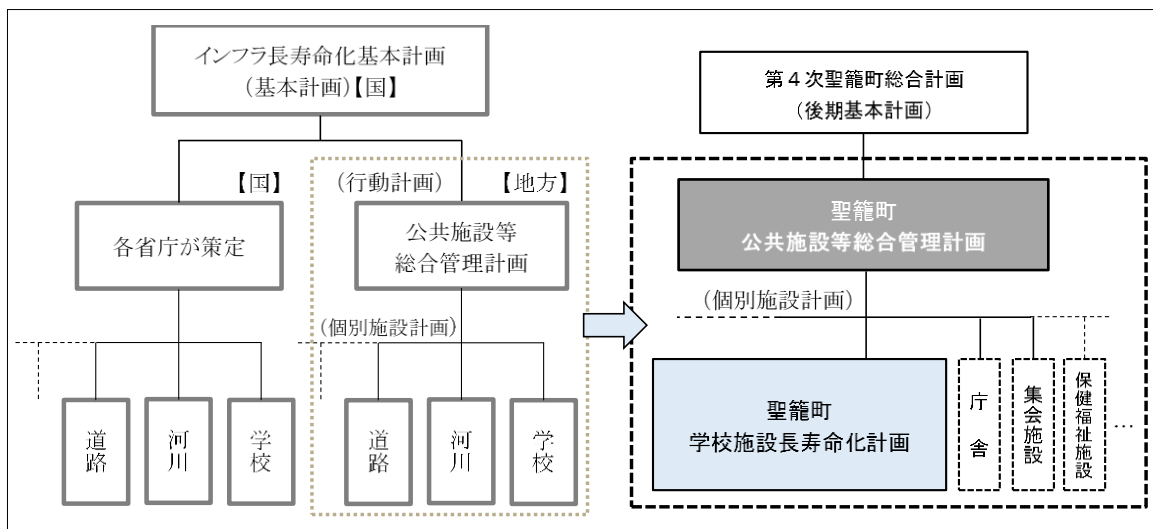 インフラ長寿命化基本計画
(基本計画)【国】
【国】
(行動計画)
【地方】
各省庁が策定
公共施設等
総合管理計画
(個別施設計画)
道路
河川
学校
道路
河川
学校
第４次聖籠町総合計画
（後期基本計画）
聖籠町
公共施設等総合管理計画
(個別施設計画)
聖籠町
学校施設長寿命化計画
庁舎
集会施設
保健福祉施設
…